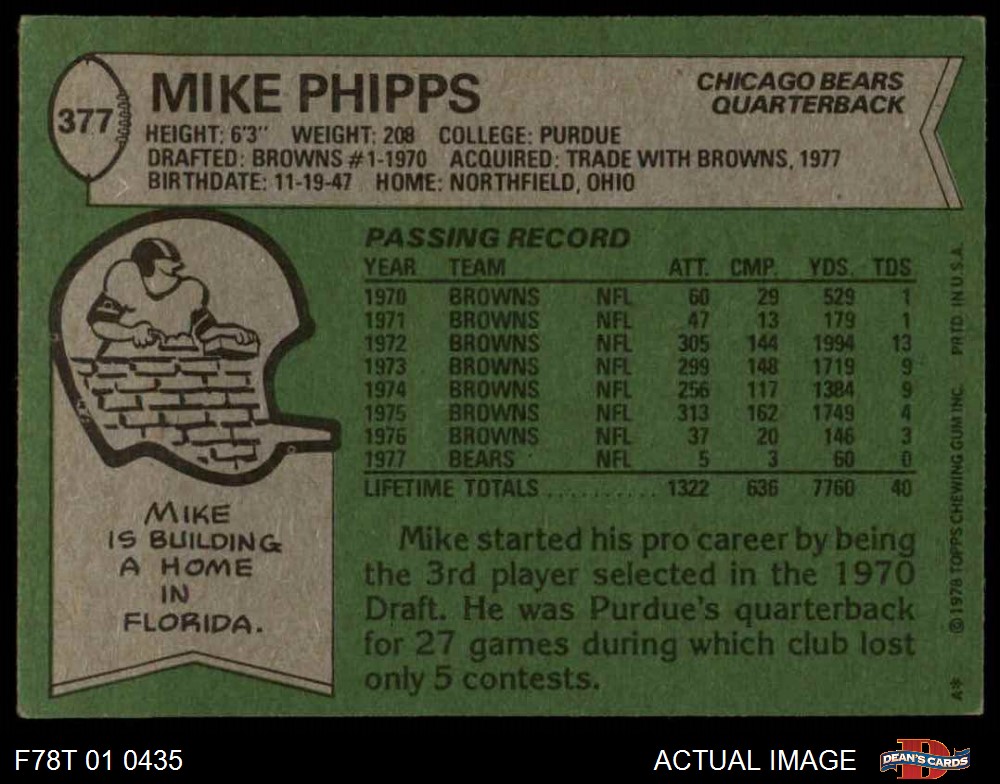 377
MIKE PHIPPS
CHICAGO BEARS
QUARTERBACK
HEIGHT: 6'3" WEIGHT: 208 COLLEGE: PURDUE
DRAFTED: BROWNS #1-1970 ACQUIRED: TRADE WITH BROWNS, 1977
BIRTHDATE: 11-19-47 HOME: NORTHFIELD, OHIO
PASSING RECORD
YEAR TEAM ATT. CMP. YDS. TDS
1970 BROWNS NFL 60 29 529 1
1971 BROWNS NFL 47 13 179 1
1972 BROWNS NFL 305 144 1994 13
1973 BROWNS NFL 299 148 1719 9
1974 BROWNS NFL 256 117 1384 9
1975 BROWNS NFL 313 162 1749 4
1976 BROWNS NFL 37 20 146 3
1977 BEARS NFL 5 3 60 0
LIFETIME TOTALS .......... 1322 636 7760 40
MIKE
IS BUILDING
A HOME
IN
FLORIDA.
Mike started his pro career by being
the 3rd player selected in the 1970
Draft. He was Purdue's quarterback
for 27 games during which club lost
only 5 contests.
A* © 1978 TOPPS CHEWING GUM INC. PRTD. IN U.S.A.
F78T 01 0435
ACTUAL IMAGE
D
DEAN'S CARDS